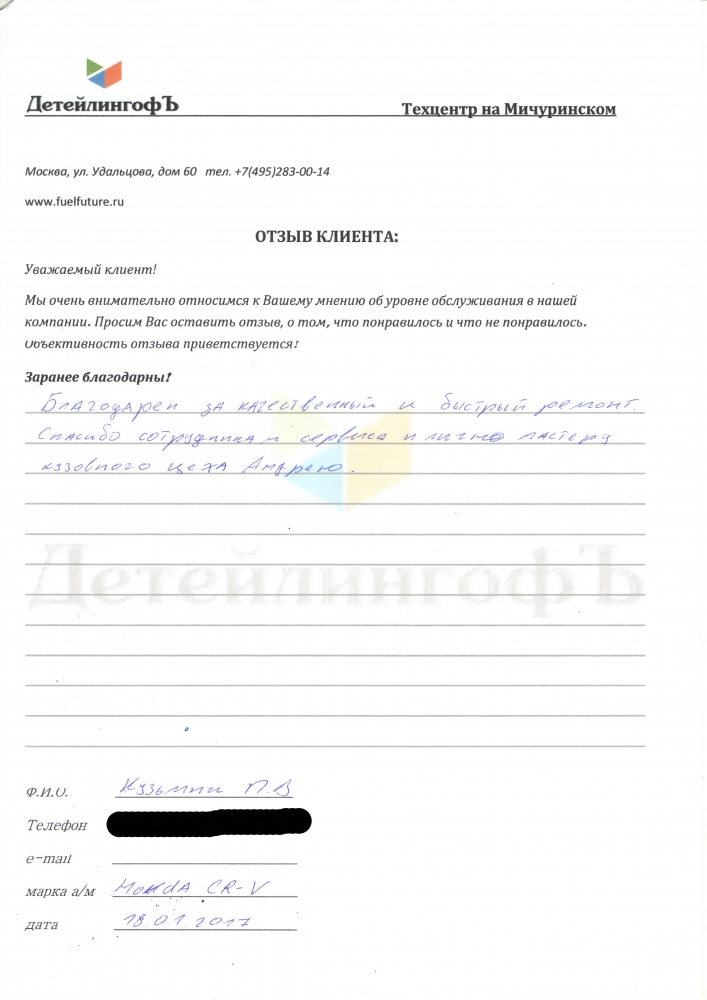 ДетейлингофЪ
Техцентр на Мичуринском
Москва, ул. Удальцова, дом 60 тел. +7(495)283-00-14
www.fuelfuture.ru
ОТЗЫВ КЛИЕНТА:
Уважаемый клиент!
Мы очень внимательно относимся к Вашему мнению об уровне обслуживания в нашей
компании. Просим Вас оставить отзыв, о том, что понравилось и что не понравилось.
Объективность отзыва приветствуется!
Заранее благодарны!
Благодарен за качественный и быстрый ремонт.
Спасибо сотрудникам сервиса и лично мастеру
кузовного цеха Андрею.
ДетейлингофЪ
Ф.И.О. Кузьмин П.В
Телефон
e-mail
марка а/м Honda CR-V
дата 18.01.2017